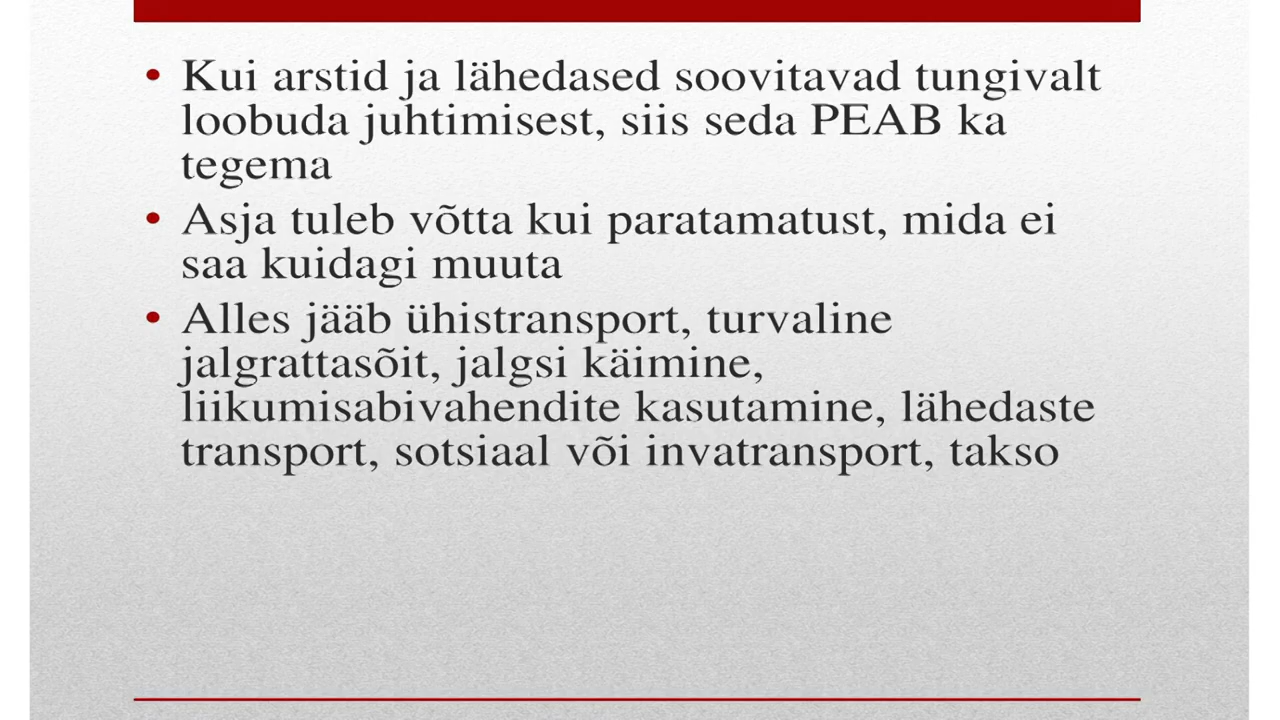 • Kui arstid ja lähedased soovitavad tungivalt
loobuda juhtimisest, siis seda PEAB ka
tegema
• Asja tuleb võtta kui paratamatust, mida ei
saa kuidagi muuta
• Alles jääb ühistransport, turvaline
jalgrattasõit, jalgsi käimine,
liikumisabivahendite kasutamine, lähedaste
transport, sotsiaal või invatransport, takso